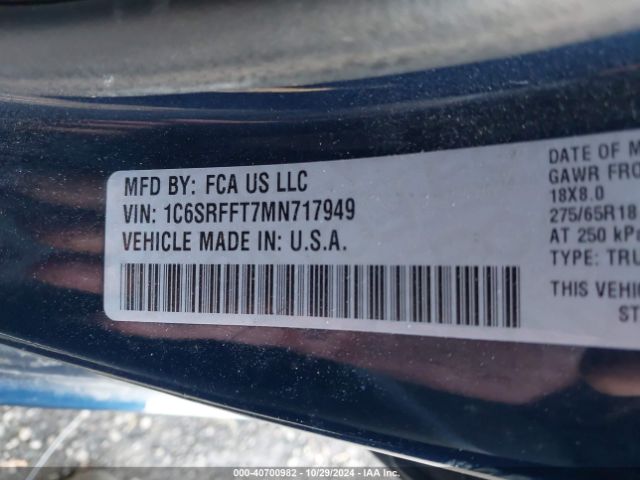 MFD BY: FCA US LLC
VIN: 1C6SRFFT7MN717949
VEHICLE MADE IN: U.S.A.
DATE OF M
GAWR FRO
18X8.0
275/65R18
AT 250 kPa
TYPE: TRU
THIS VEHIC
ST
000-40700982 - 10/29/2024 - IAA Inc.